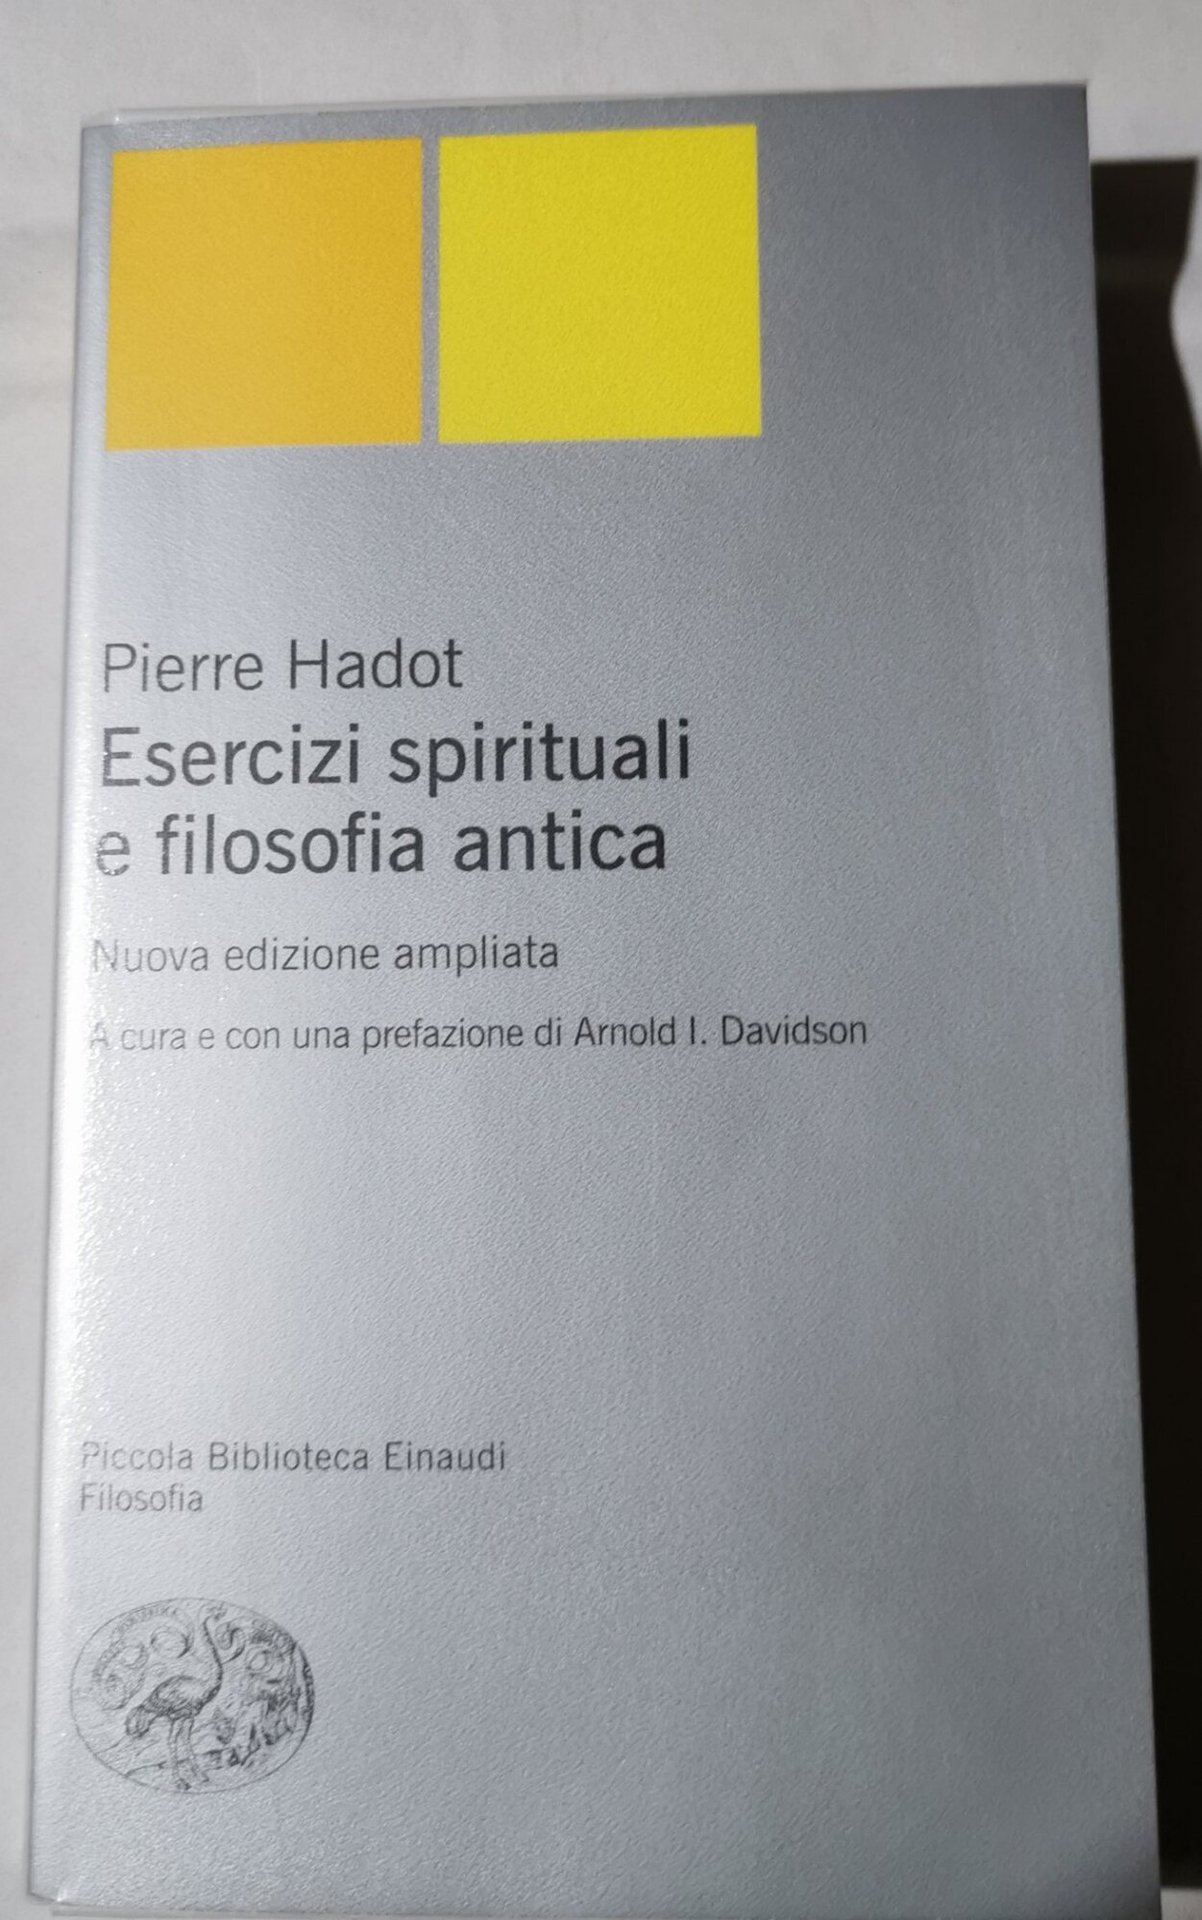 Pierre Hadot
Esercizi spirituali
e filosofia antica
Nuova edizione ampliata
A cura e con una prefazione di Arnold I. Davidson
Piccola Biblioteca Einaudi
Filosofia